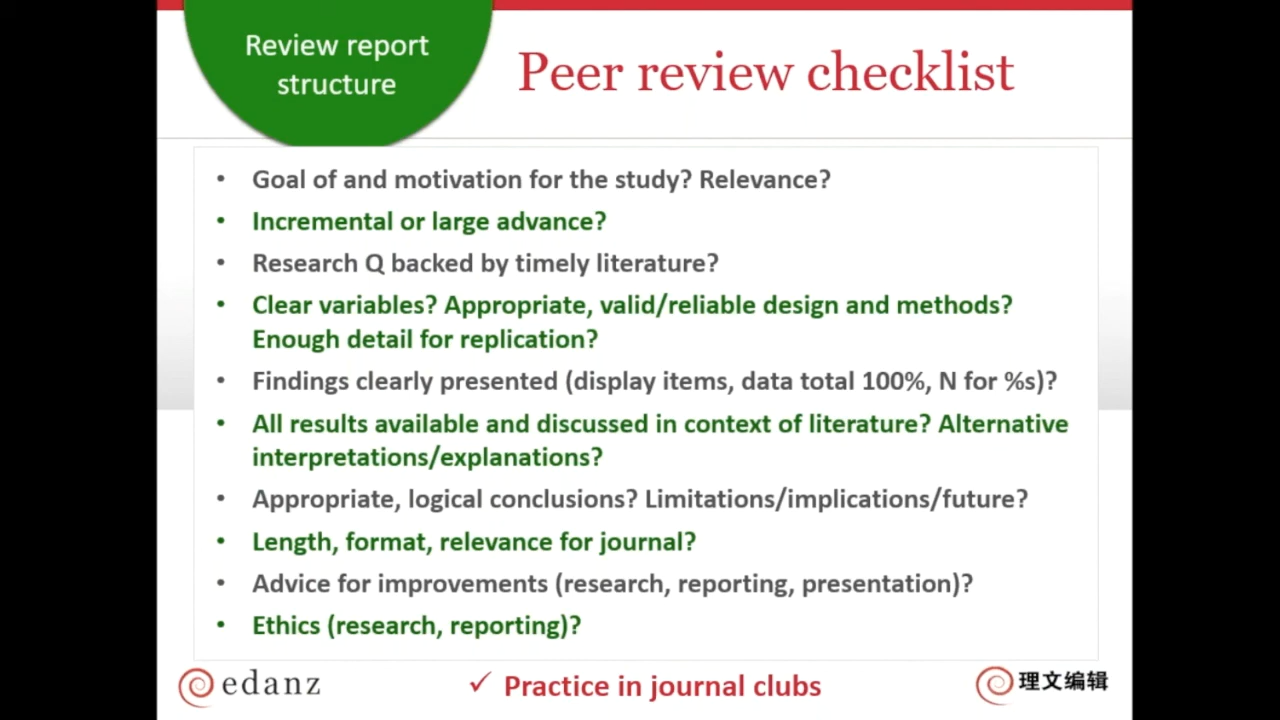 Review report
structure
Peer review checklist
• Goal of and motivation for the study? Relevance?
• Incremental or large advance?
• Research Q backed by timely literature?
• Clear variables? Appropriate, valid/reliable design and methods?
Enough detail for replication?
• Findings clearly presented (display items, data total 100%, N for %s)?
• All results available and discussed in context of literature? Alternative
interpretations/explanations?
• Appropriate, logical conclusions? Limitations/implications/future?
• Length, format, relevance for journal?
• Advice for improvements (research, reporting, presentation)?
• Ethics (research, reporting)?
edanz
✓ Practice in journal clubs
理文编辑